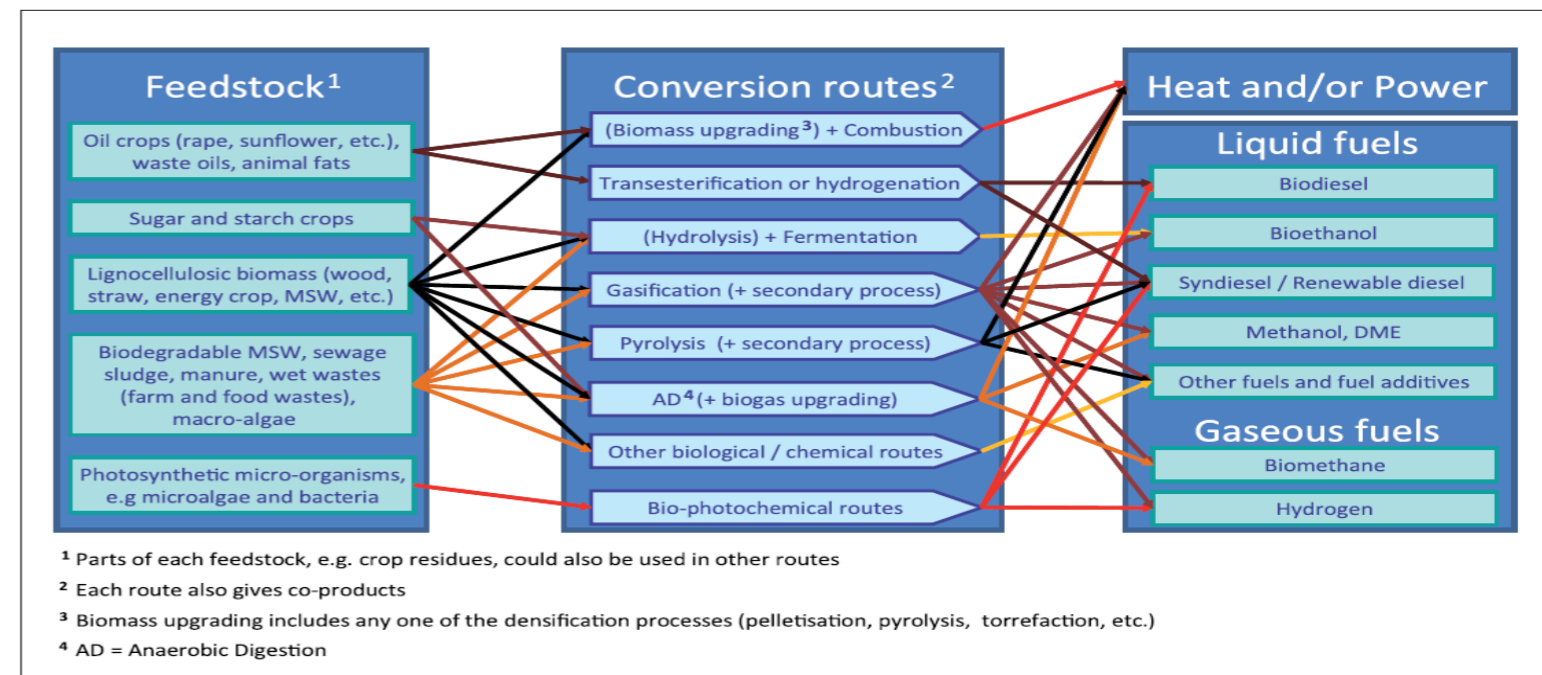 Feedstock¹
Oil crops (rape, sunflower, etc.),
waste oils, animal fats
Sugar and starch crops
Lignocellulosic biomass (wood,
straw, energy crop, MSW, etc.)
Biodegradable MSW, sewage
sludge, manure, wet wastes
(farm and food wastes),
macro-algae
Photosynthetic micro-organisms,
e.g microalgae and bacteria
Conversion routes²
(Biomass upgrading³) + Combustion
Transesterification or hydrogenation
(Hydrolysis) + Fermentation
Gasification (+ secondary process)
Pyrolysis (+ secondary process)
AD⁴ (+ biogas upgrading)
Other biological / chemical routes
Bio-photochemical routes
Heat and/or Power
Liquid fuels
Biodiesel
Bioethanol
Syndiesel / Renewable diesel
Methanol, DME
Other fuels and fuel additives
Gaseous fuels
Biomethane
Hydrogen
¹ Parts of each feedstock, e.g. crop residues, could also be used in other routes
² Each route also gives co-products
³ Biomass upgrading includes any one of the densification processes (pelletisation, pyrolysis, torrefaction, etc.)
⁴ AD = Anaerobic Digestion